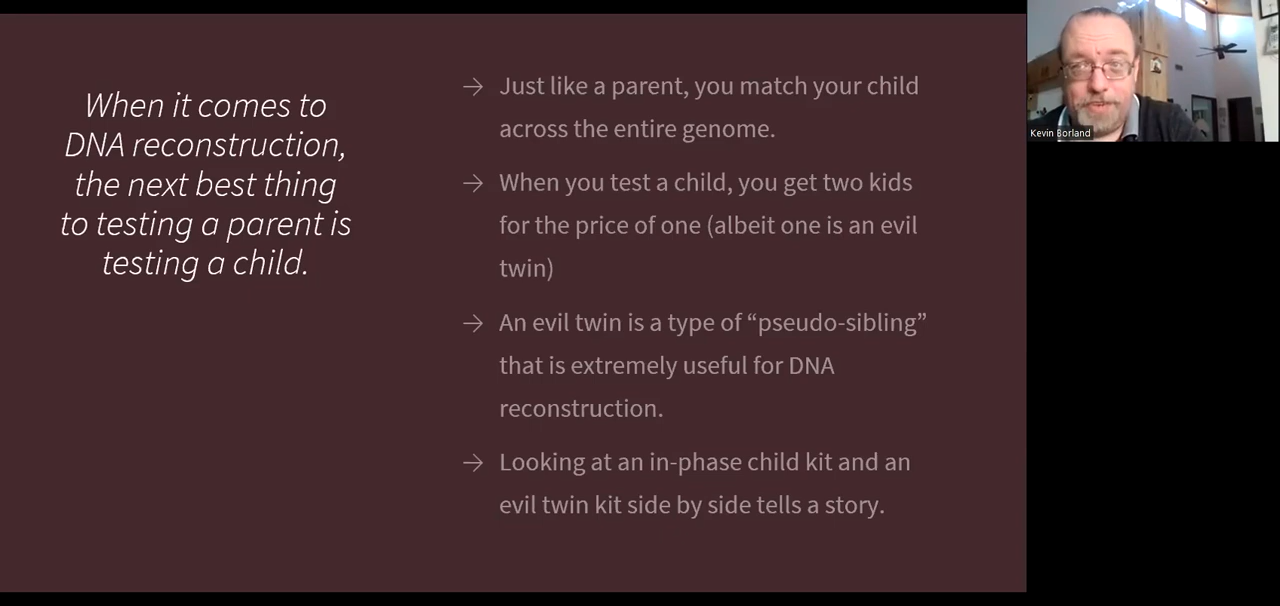 When it comes to
DNA reconstruction,
the next best thing
to testing a parent is
testing a child.
→ Just like a parent, you match your child
across the entire genome.
→ When you test a child, you get two kids
for the price of one (albeit one is an evil
twin)
→ An evil twin is a type of “pseudo-sibling”
that is extremely useful for DNA
reconstruction.
→ Looking at an in-phase child kit and an
evil twin kit side by side tells a story.
Kevin Borland